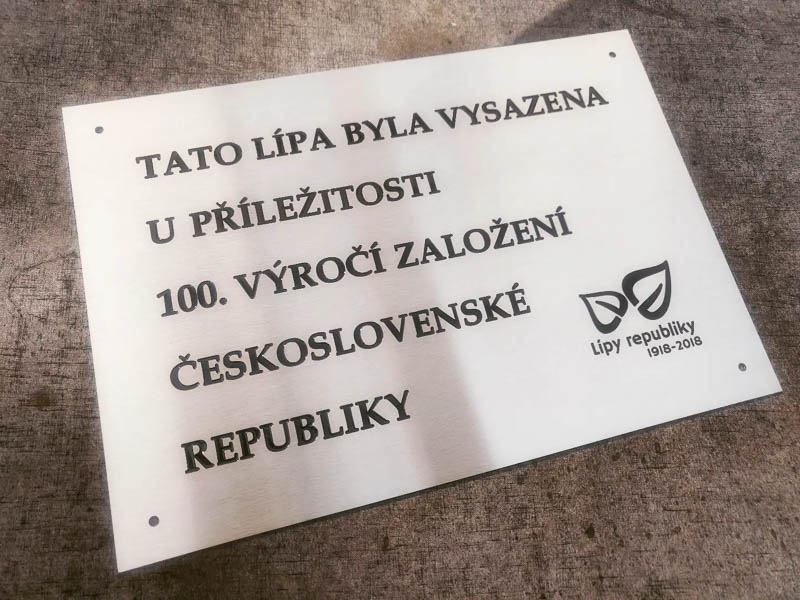 TATO LÍPA BYLA VYSAZENA
U PŘÍLEŽITOSTI
100. VÝROČÍ ZALOŽENÍ
ČESKOSLOVENSKÉ
REPUBLIKY
Lípy republiky
1918-2018